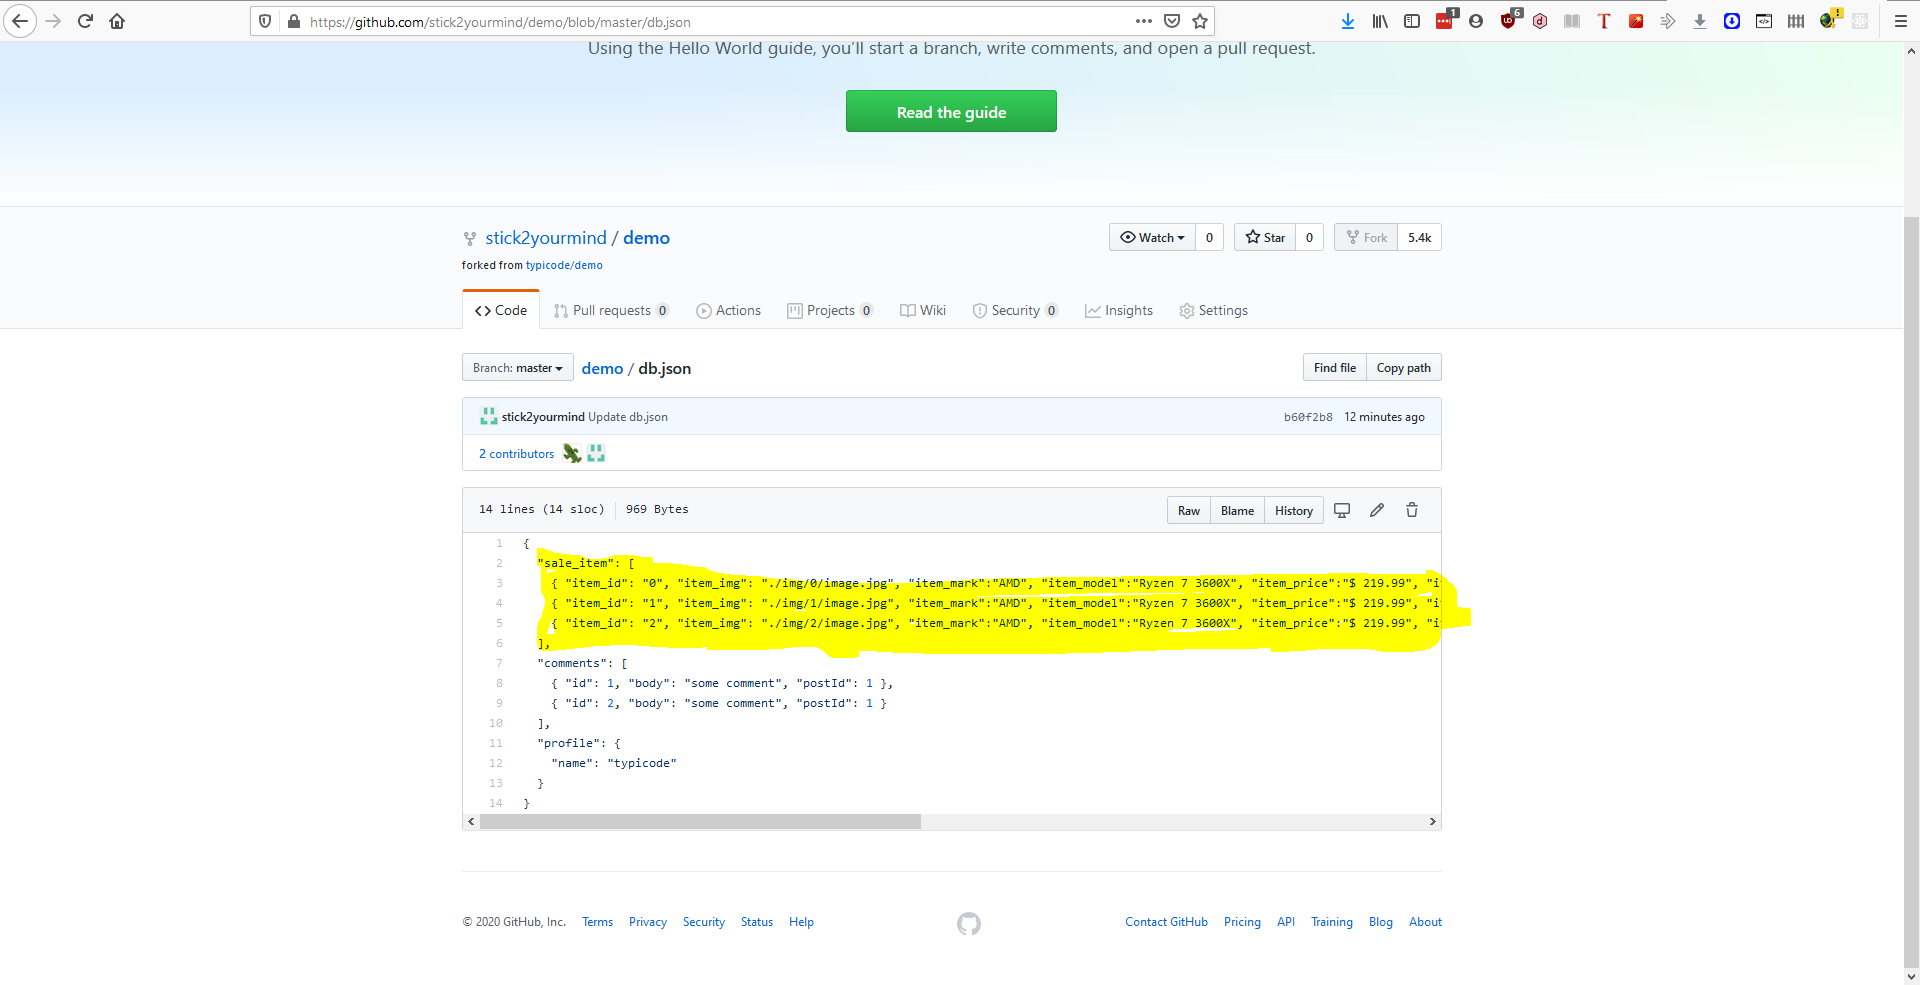 https://github.com/stick2yourmind/demo/blob/master/db.json
1
6
Using the Hello World guide, you’ll start a branch, write comments, and open a pull request.
Read the guide
stick2yourmind / demo
Watch 0 Star 0 Fork 5.4k
forked from typicode/demo
Code Pull requests 0 Actions Projects 0 Wiki Security 0 Insights Settings
Branch: master demo / db.json Find file Copy path
stick2yourmind Update db.json b60f2b8 12 minutes ago
2 contributors
14 lines (14 sloc) 969 Bytes Raw Blame History
1 {
2 "sale_item": [
3 { "item_id": "0", "item_img": "./img/0/image.jpg", "item_mark":"AMD", "item_model":"Ryzen 7 3600X", "item_price":"$ 219.99", "i
4 { "item_id": "1", "item_img": "./img/1/image.jpg", "item_mark":"AMD", "item_model":"Ryzen 7 3600X", "item_price":"$ 219.99", "i
5 { "item_id": "2", "item_img": "./img/2/image.jpg", "item_mark":"AMD", "item_model":"Ryzen 7 3600X", "item_price":"$ 219.99", "i
6 ],
7 "comments": [
8 { "id": 1, "body": "some comment", "postId": 1 },
9 { "id": 2, "body": "some comment", "postId": 1 }
10 ],
11 "profile": {
12 "name": "typicode"
13 }
14 }
© 2020 GitHub, Inc. Terms Privacy Security Status Help Contact GitHub Pricing API Training Blog About